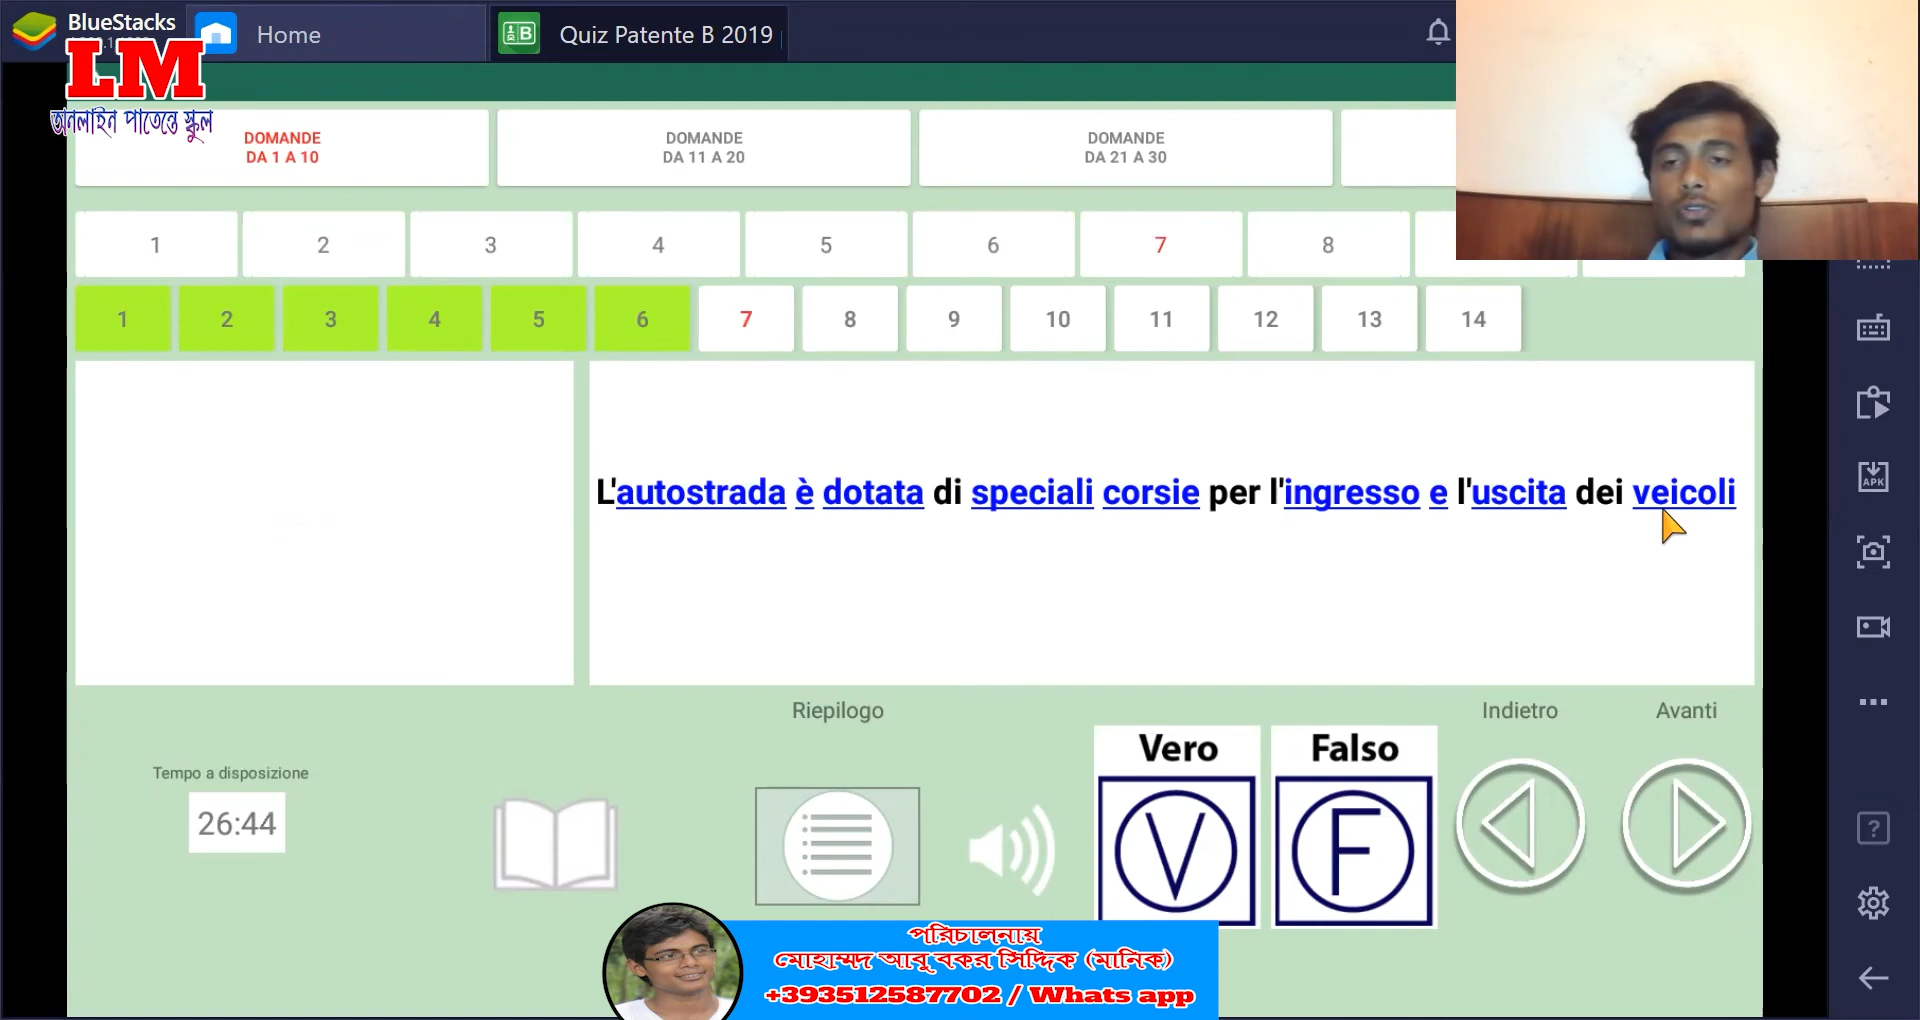 BlueStacks
Home
Quiz Patente B 2019
LM
অনলাইন পাতেন্তে স্কুল
DOMANDE
DA 1 A 10
DOMANDE
DA 11 A 20
DOMANDE
DA 21 A 30
1 2 3 4 5 6 7 8
1 2 3 4 5 6 7 8 9 10 11 12 13 14
L'autostrada è dotata di speciali corsie per l'ingresso e l'uscita dei veicoli
Riepilogo
Indietro
Avanti
Vero
Falso
V
F
Tempo a disposizione
26:44
APK
?
পরিচালনায়
মোহাম্মদ আবু বকর সিদ্দিক (মানিক)
+393512587702 / Whats app